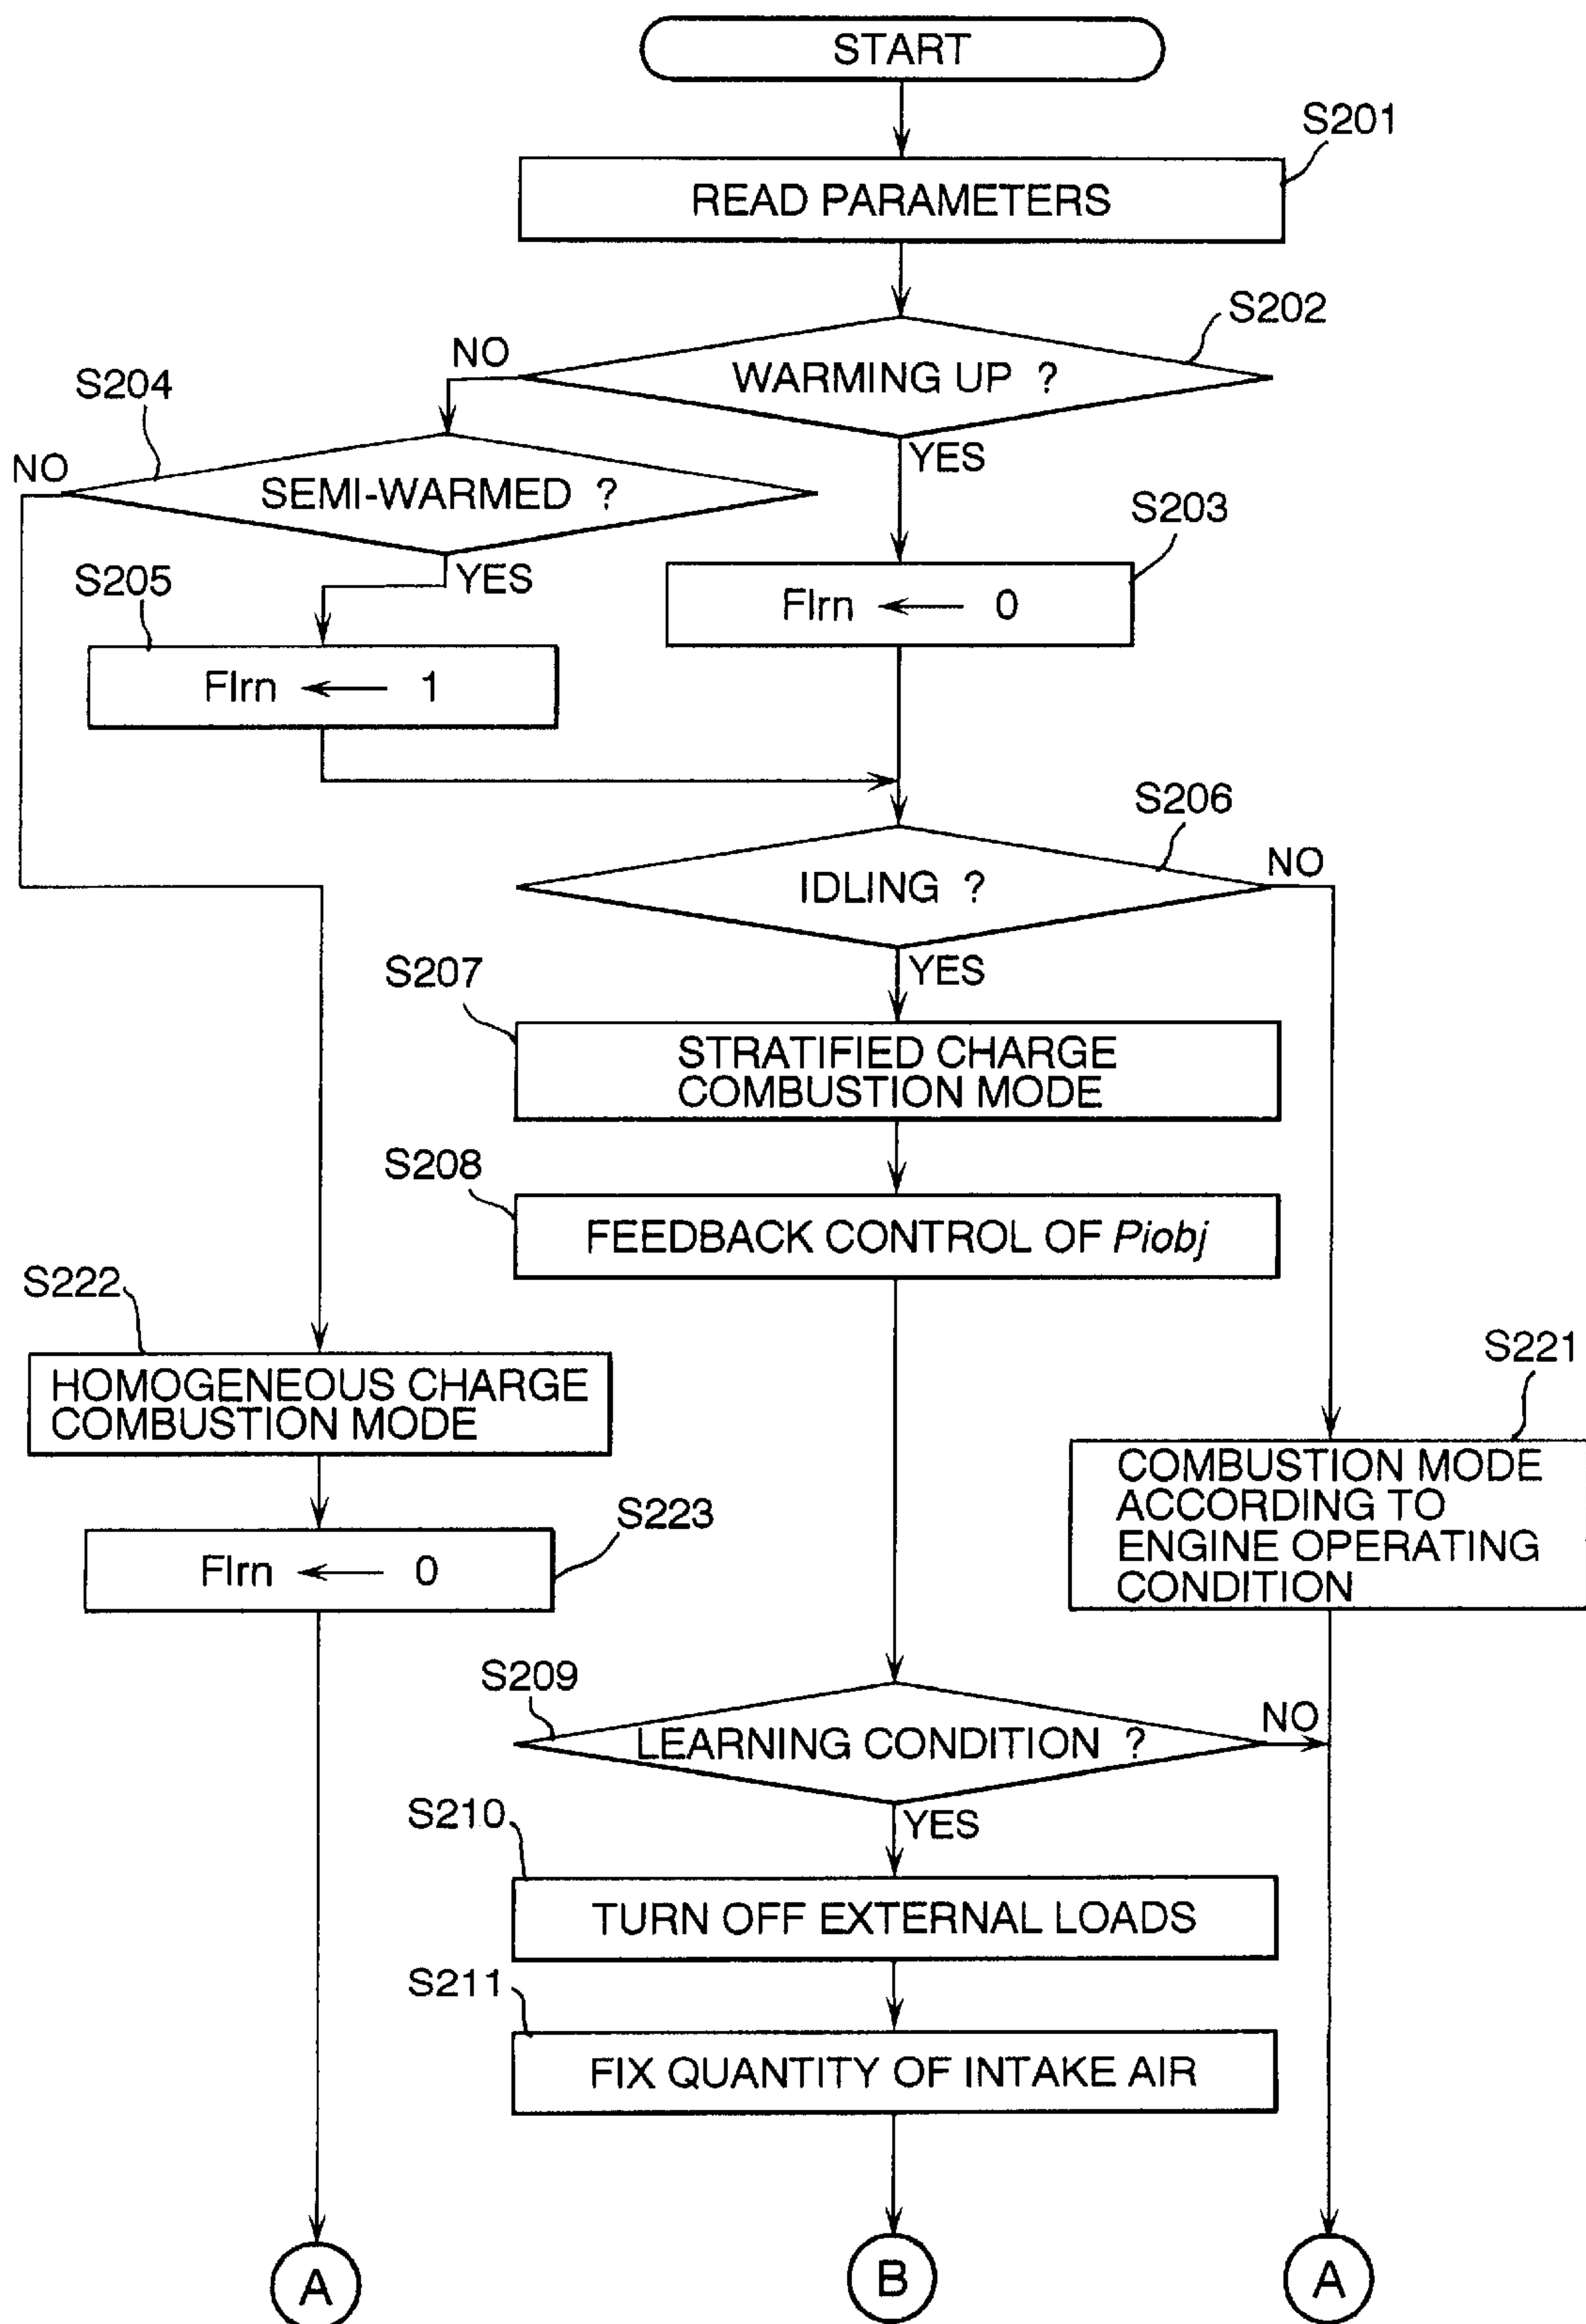 START
S201
READ PARAMETERS
S202
NO
WARMING UP ?
S204
YES
NO
SEMI-WARMED ?
S203
S205
YES
Flrn ← 0
Flrn ← 1
S206
NO
IDLING ?
S207
YES
STRATIFIED CHARGE
COMBUSTION MODE
S208
FEEDBACK CONTROL OF Piobj
S222
S221
HOMOGENEOUS CHARGE
COMBUSTION MODE
COMBUSTION MODE
ACCORDING TO
ENGINE OPERATING
CONDITION
S223
Flrn ← 0
S209
NO
LEARNING CONDITION ?
S210
YES
TURN OFF EXTERNAL LOADS
S211
FIX QUANTITY OF INTAKE AIR
A
B
A